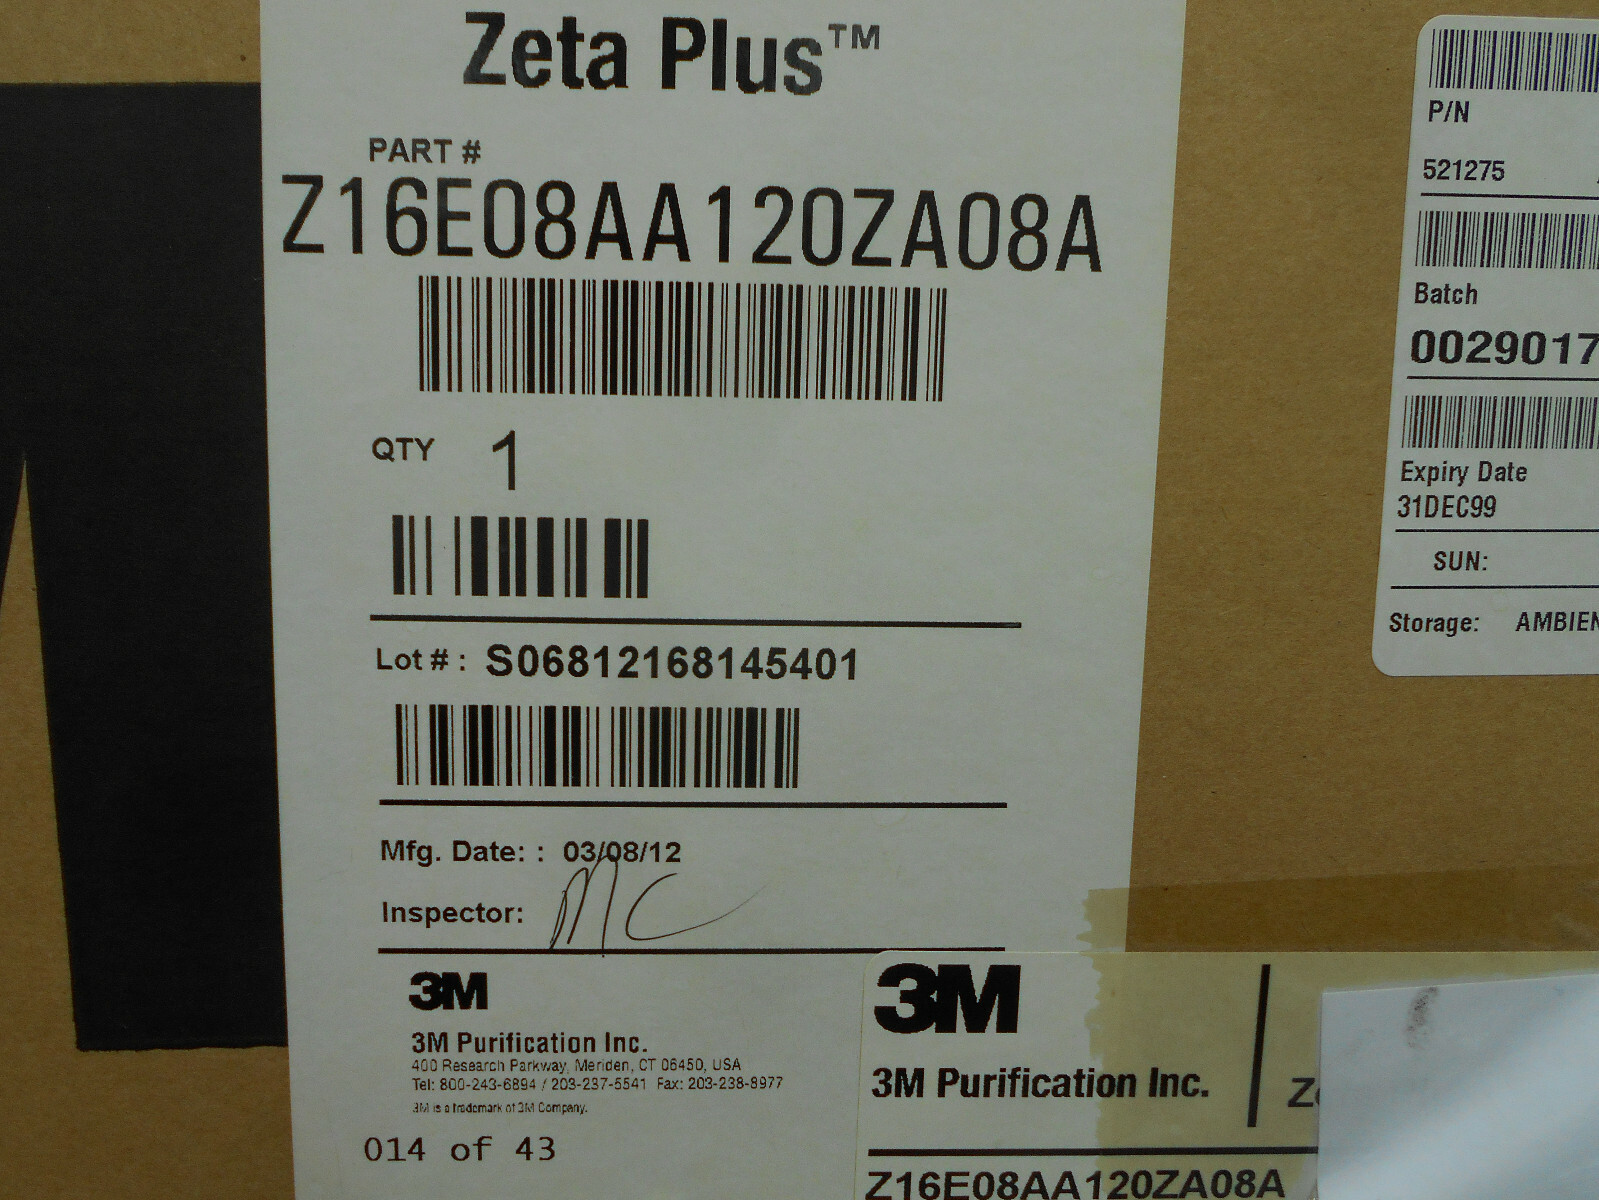 Zeta Plus™
PART #
Z16E08AA120ZA08A
QTY 1
Lot # : S06812168145401
Mfg. Date: : 03/08/12
Inspector: MC
3M
3M Purification Inc.
400 Research Parkway, Meriden, CT 06450, USA
Tel: 800-243-6894 / 203-237-5541 Fax: 203-238-8977
3M is a trademark of 3M Company.
014 of 43
P/N
521275
Batch
0029017
Expiry Date
31DEC99
SUN:
Storage: AMBIEN
3M
3M Purification Inc.
Z16E08AA120ZA08A